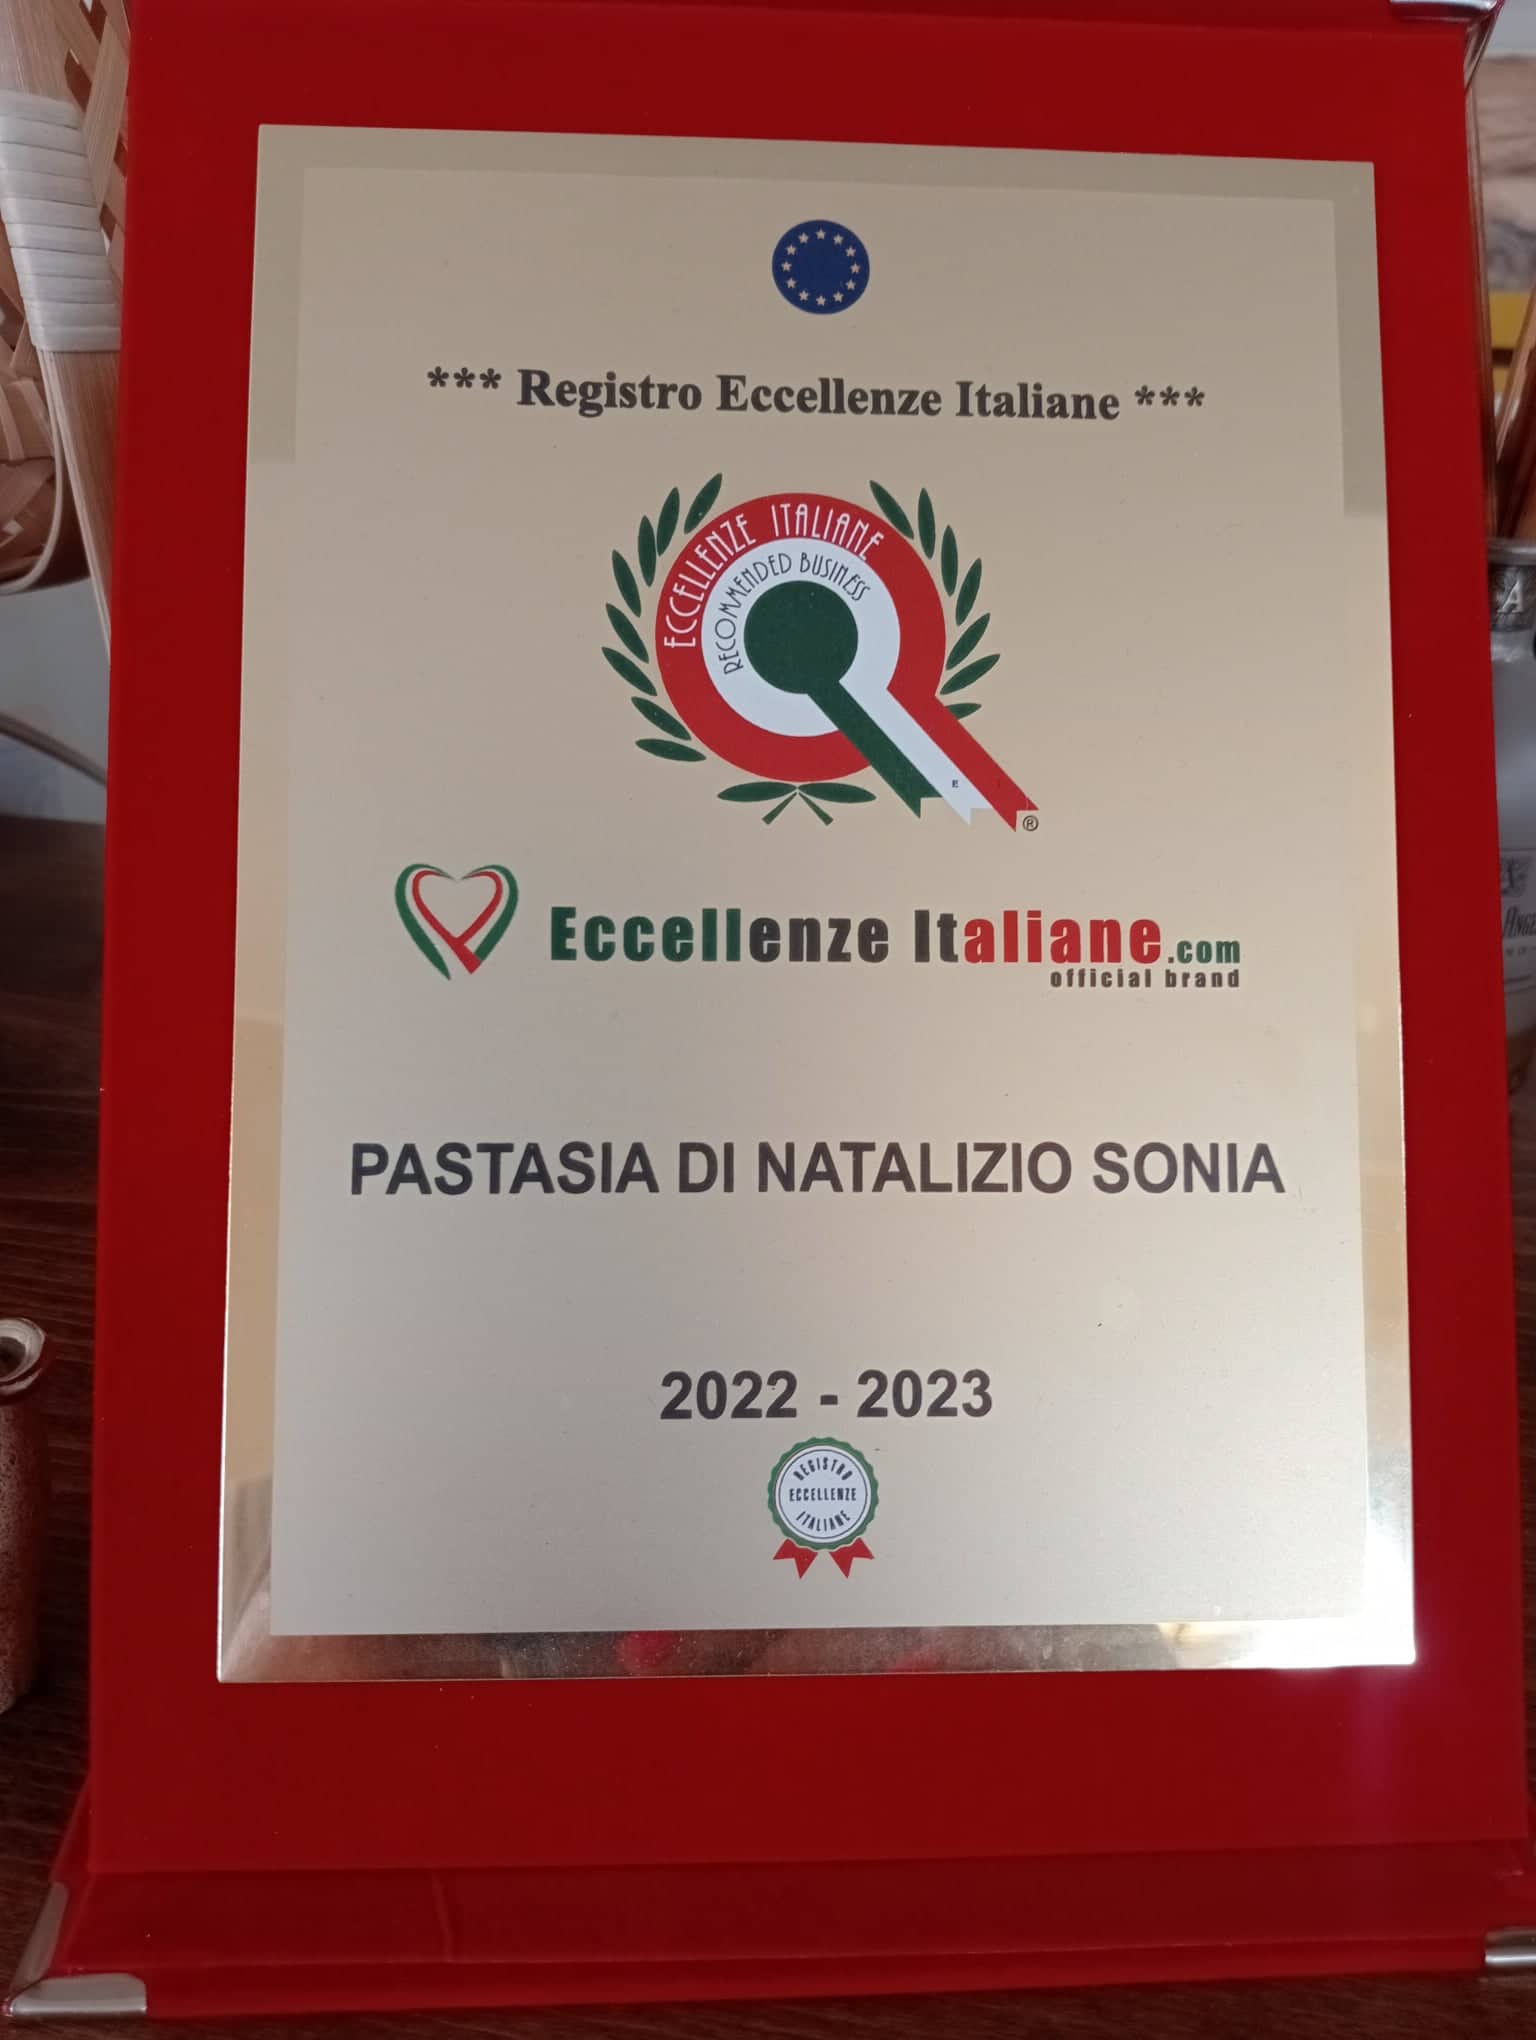 *** Registro Eccellenze Italiane ***
ECCELLENZE ITALIANE
RECOMMENDED BUSINESS
E I
®
Eccellenze Italiane.com
official brand
PASTASIA DI NATALIZIO SONIA
2022 - 2023
REGISTRO
ECCELLENZE
ITALIANE
A